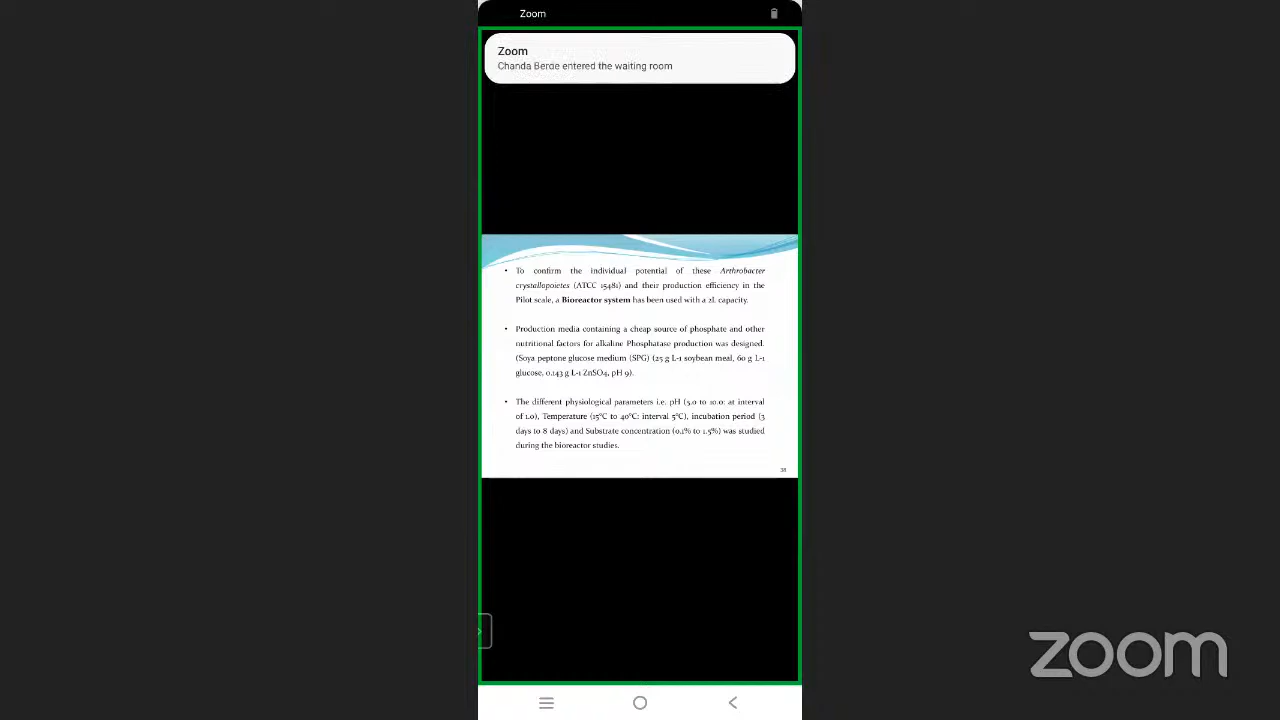 Zoom
Zoom
Chanda Berde entered the waiting room
• To confirm the individual potential of these Arthrobacter
crystallopoietes (ATCC 15481) and their production efficiency in the
Pilot scale, a Bioreactor system has been used with a 2L capacity.
• Production media containing a cheap source of phosphate and other
nutritional factors for alkaline Phosphatase production was designed.
(Soya peptone glucose medium (SPG) (25 g L-1 soybean meal, 60 g L-1
glucose, 0.143 g L-1 ZnSO4, pH 9).
• The different physiological parameters i.e. pH (5.0 to 10.0: at interval
of 1.0), Temperature (15°C to 40°C: interval 5°C), incubation period (3
days to 8 days) and Substrate concentration (0.1% to 1.5%) was studied
during the bioreactor studies.
38
zoom